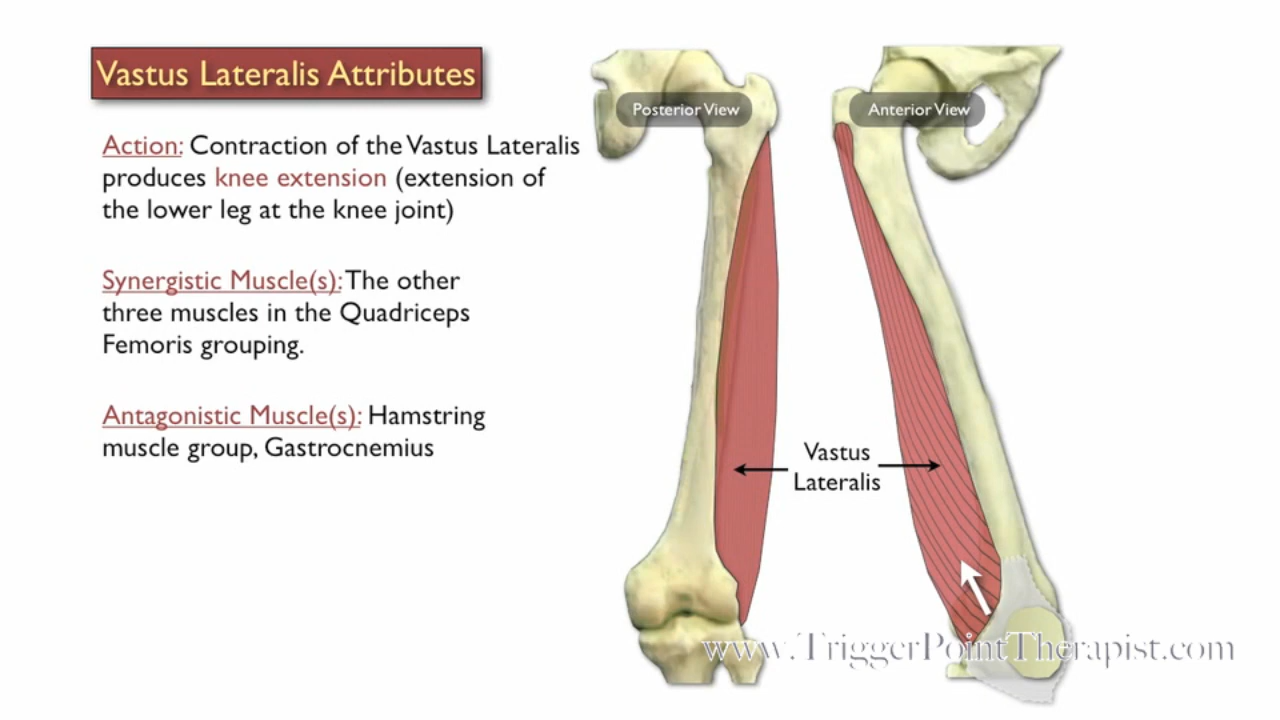 Vastus Lateralis Attributes
Action: Contraction of the Vastus Lateralis
produces knee extension (extension of
the lower leg at the knee joint)
Synergistic Muscle(s): The other
three muscles in the Quadriceps
Femoris grouping.
Antagonistic Muscle(s): Hamstring
muscle group, Gastrocnemius
Posterior View
Anterior View
Vastus
Lateralis
www.TriggerPointTherapist.com